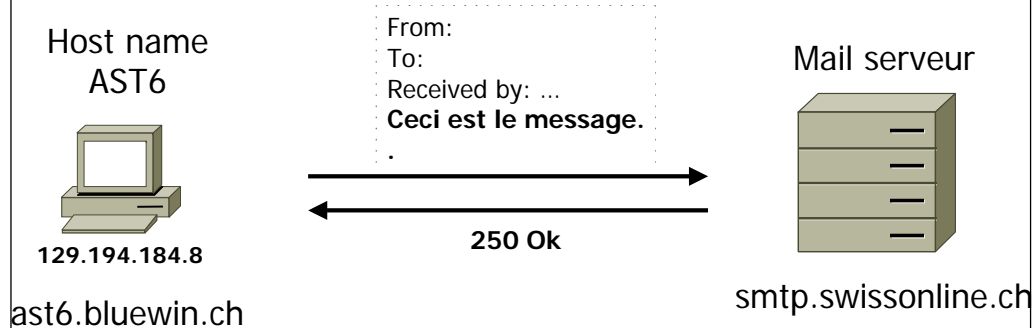 Host name
AST6
129.194.184.8
ast6.bluewin.ch
From:
To:
Received by: ...
Ceci est le message.
.
250 Ok
Mail serveur
smtp.swissonline.ch